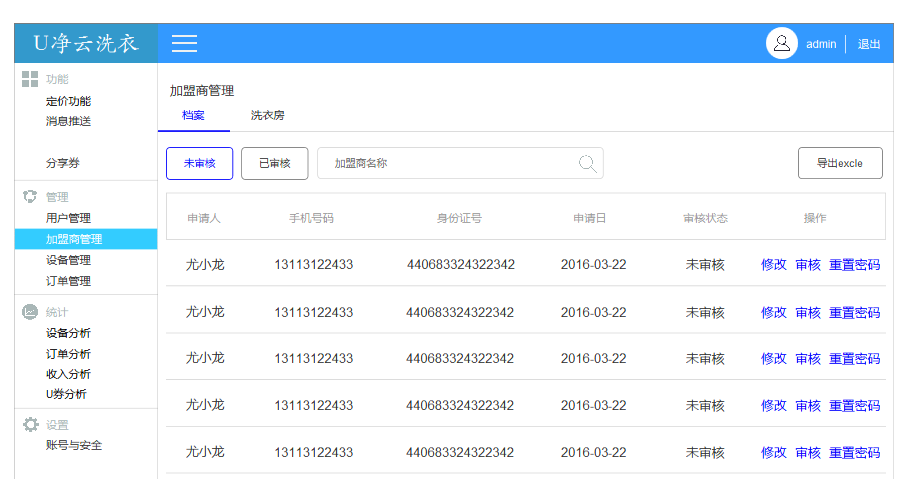 U净云洗衣
admin 退出
功能
定价功能
消息推送
分享券
管理
用户管理
加盟商管理
设备管理
订单管理
统计
设备分析
订单分析
收入分析
U券分析
设置
账号与安全
加盟商管理
档案 洗衣房
未审核 已审核 加盟商名称 导出excle
申请人 手机号码 身份证号 申请日 审核状态 操作
尤小龙 13113122433 440683324322342 2016-03-22 未审核 修改 审核 重置密码
尤小龙 13113122433 440683324322342 2016-03-22 未审核 修改 审核 重置密码
尤小龙 13113122433 440683324322342 2016-03-22 未审核 修改 审核 重置密码
尤小龙 13113122433 440683324322342 2016-03-22 未审核 修改 审核 重置密码
尤小龙 13113122433 440683324322342 2016-03-22 未审核 修改 审核 重置密码